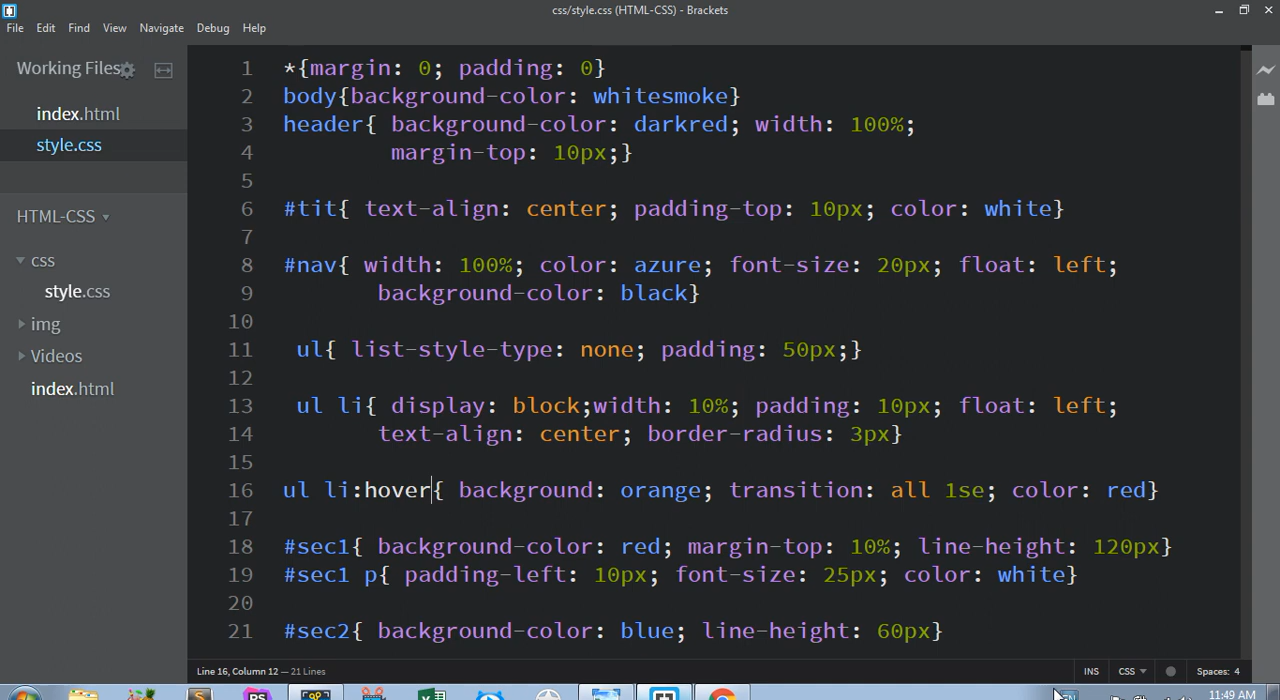 css/style.css (HTML-CSS) - Brackets
File Edit Find View Navigate Debug Help
Working Files
index.html
style.css
HTML-CSS
css
style.css
img
Videos
index.html
1 *{margin: 0; padding: 0}
2 body{background-color: whitesmoke}
3 header{ background-color: darkred; width: 100%;
4 margin-top: 10px;}
5
6 #tit{ text-align: center; padding-top: 10px; color: white}
7
8 #nav{ width: 100%; color: azure; font-size: 20px; float: left;
9 background-color: black}
10
11 ul{ list-style-type: none; padding: 50px;}
12
13 ul li{ display: block;width: 10%; padding: 10px; float: left;
14 text-align: center; border-radius: 3px}
15
16 ul li:hover{ background: orange; transition: all 1se; color: red}
17
18 #sec1{ background-color: red; margin-top: 10%; line-height: 120px}
19 #sec1 p{ padding-left: 10px; font-size: 25px; color: white}
20
21 #sec2{ background-color: blue; line-height: 60px}
Line 16, Column 12 — 21 Lines
INS CSS Spaces: 4
11:49 AM